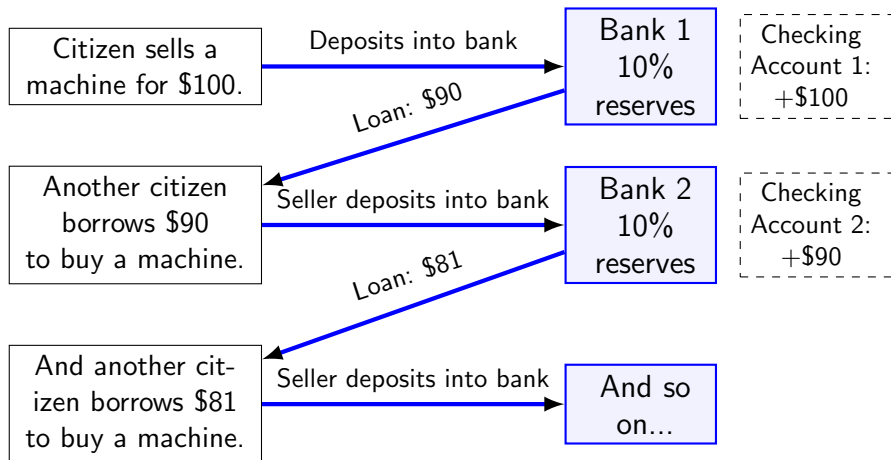 Citizen sells a
machine for $100.
Deposits into bank
Bank 1
10%
reserves
Checking
Account 1:
+$100
Loan: $90
Another citizen
borrows $90
to buy a machine.
Seller deposits into bank
Bank 2
10%
reserves
Checking
Account 2:
+$90
Loan: $81
And another cit-
izen borrows $81
to buy a machine.
Seller deposits into bank
And so
on...